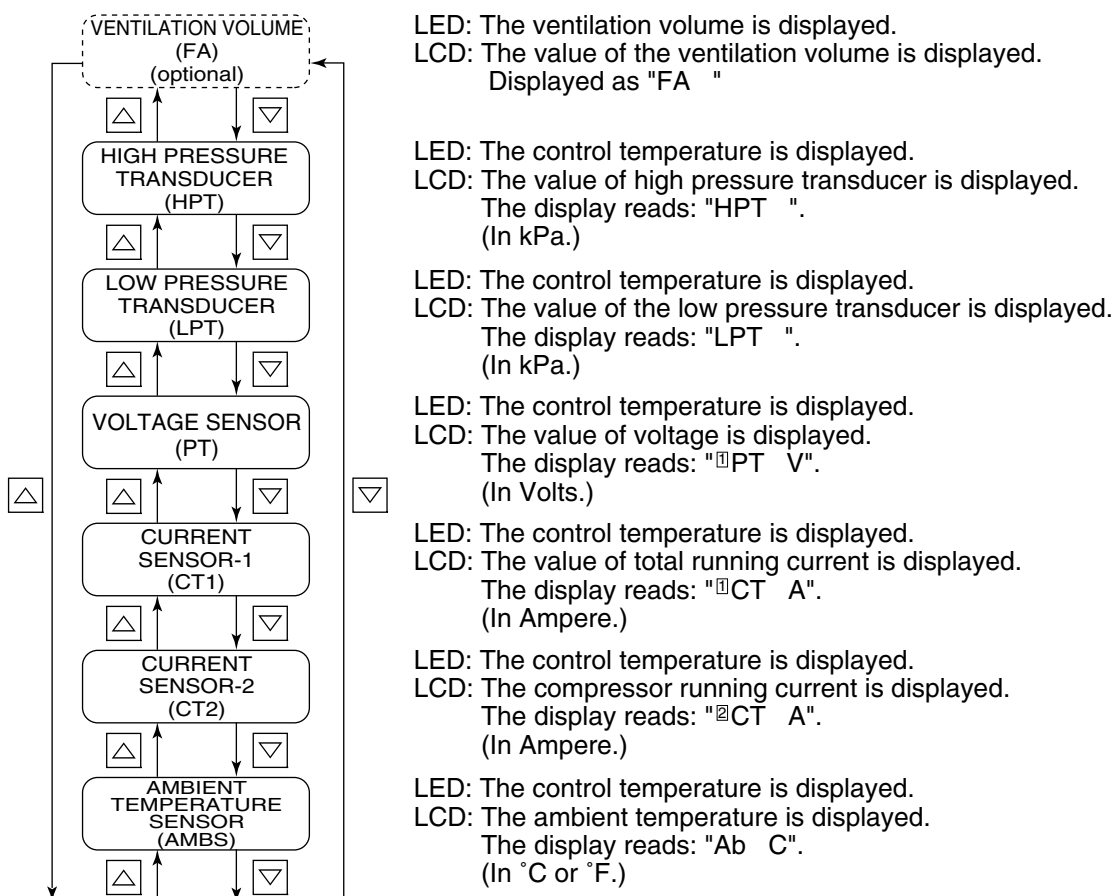 VENTILATION VOLUME
(FA)
(optional)
LED: The ventilation volume is displayed.
LCD: The value of the ventilation volume is displayed.
Displayed as "FA   "
△ ▽
HIGH PRESSURE
TRANSDUCER
(HPT)
LED: The control temperature is displayed.
LCD: The value of high pressure transducer is displayed.
The display reads: "HPT   ".
(In kPa.)
△ ▽
LOW PRESSURE
TRANSDUCER
(LPT)
LED: The control temperature is displayed.
LCD: The value of the low pressure transducer is displayed.
The display reads: "LPT   ".
(In kPa.)
△ ▽
VOLTAGE SENSOR
(PT)
LED: The control temperature is displayed.
LCD: The value of voltage is displayed.
The display reads: "1PT   V".
(In Volts.)
△ △ ▽ ▽
CURRENT
SENSOR-1
(CT1)
LED: The control temperature is displayed.
LCD: The value of total running current is displayed.
The display reads: "1CT   A".
(In Ampere.)
△ ▽
CURRENT
SENSOR-2
(CT2)
LED: The control temperature is displayed.
LCD: The compressor running current is displayed.
The display reads: "2CT   A".
(In Ampere.)
△ ▽
AMBIENT
TEMPERATURE
SENSOR
(AMBS)
LED: The control temperature is displayed.
LCD: The ambient temperature is displayed.
The display reads: "Ab   C".
(In ˚C or ˚F.)
△ ▽